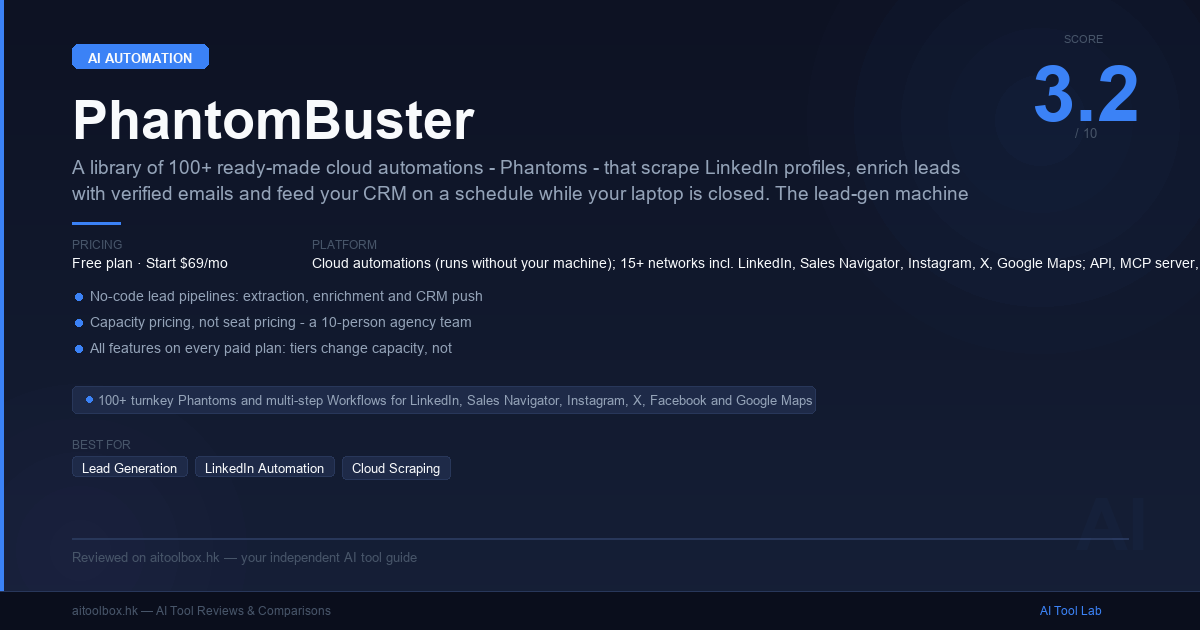 AI AUTOMATION
SCORE
3.2
/ 10
PhantomBuster
A library of 100+ ready-made cloud automations - Phantoms - that scrape LinkedIn profiles, enrich leads
with verified emails and feed your CRM on a schedule while your laptop is closed. The lead-gen machine
PRICING
PLATFORM
Free plan · Start $69/mo
Cloud automations (runs without your machine); 15+ networks incl. LinkedIn, Sales Navigator, Instagram, X, Google Maps; API, MCP server,
No-code lead pipelines: extraction, enrichment and CRM push
Capacity pricing, not seat pricing - a 10-person agency team
All features on every paid plan: tiers change capacity, not
100+ turnkey Phantoms and multi-step Workflows for LinkedIn, Sales Navigator, Instagram, X, Facebook and Google Maps
BEST FOR
Lead Generation
LinkedIn Automation
Cloud Scraping
AI
Reviewed on aitoolbox.hk — your independent AI tool guide
aitoolbox.hk — AI Tool Reviews & Comparisons
AI Tool Lab